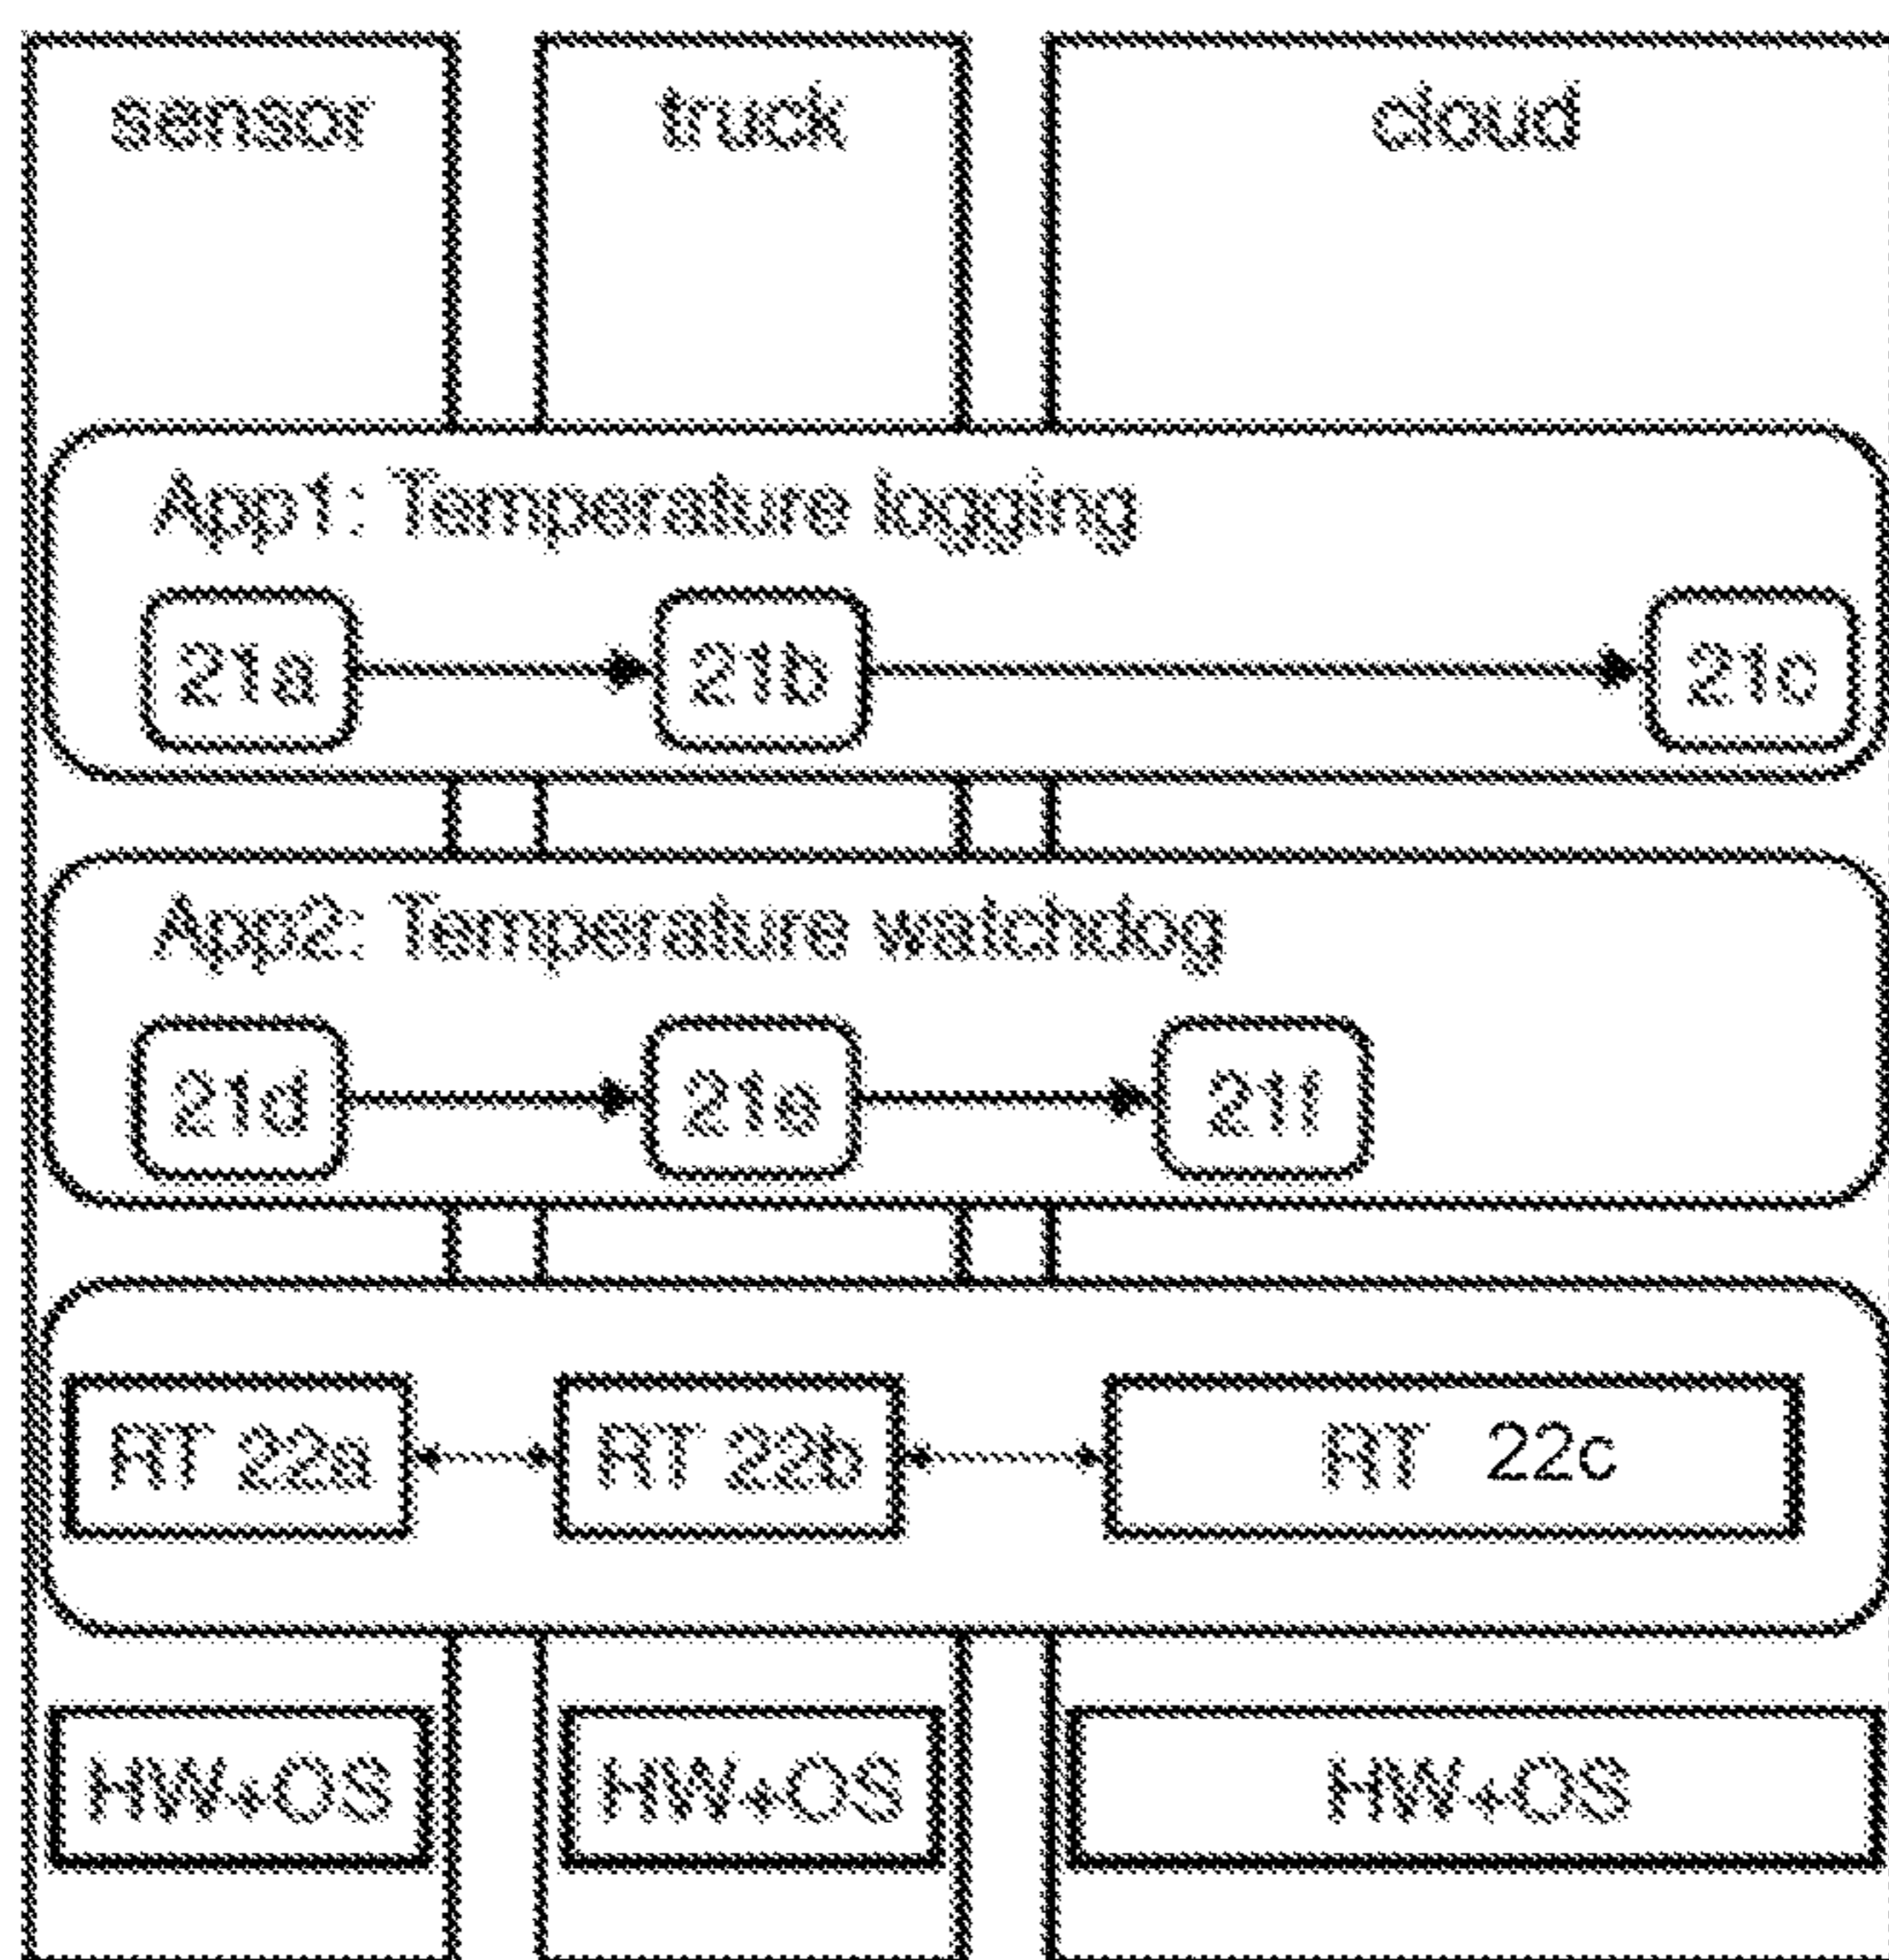 sensor truck cloud
App1: Temperature logging
21a 21b 21c
App2: Temperature watchdog
21d 21e 21f
RT 22a RT 22b RT 22c
HW+OS HW+OS HW+OS